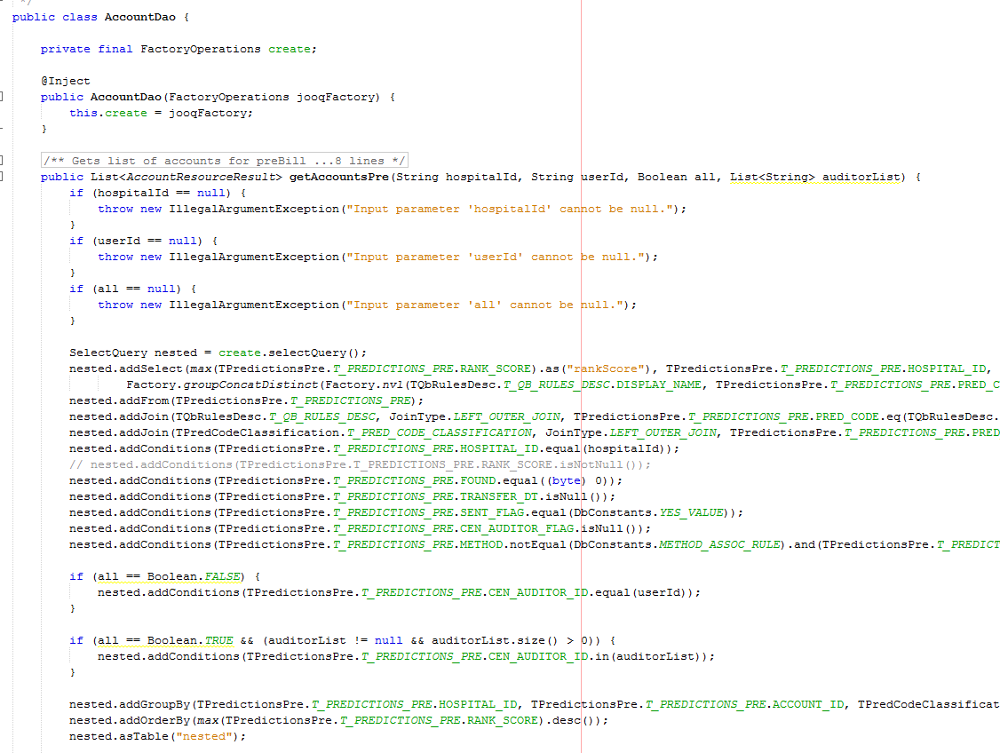 */
public class AccountDao {
private final FactoryOperations create;
@Inject
public AccountDao(FactoryOperations jooqFactory) {
this.create = jooqFactory;
}
/** Gets list of accounts for preBill ...8 lines */
public List<AccountResourceResult> getAccountsPre(String hospitalId, String userId, Boolean all, List<String> auditorList) {
if (hospitalId == null) {
throw new IllegalArgumentException("Input parameter 'hospitalId' cannot be null.");
}
if (userId == null) {
throw new IllegalArgumentException("Input parameter 'userId' cannot be null.");
}
if (all == null) {
throw new IllegalArgumentException("Input parameter 'all' cannot be null.");
}
SelectQuery nested = create.selectQuery();
nested.addSelect(max(TPredictionsPre.T_PREDICTIONS_PRE.RANK_SCORE).as("rankScore"), TPredictionsPre.T_PREDICTIONS_PRE.HOSPITAL_ID,
Factory.groupConcatDistinct(Factory.nvl(TQbRulesDesc.T_QB_RULES_DESC.DISPLAY_NAME, TPredictionsPre.T_PREDICTIONS_PRE.PRED_C
nested.addFrom(TPredictionsPre.T_PREDICTIONS_PRE);
nested.addJoin(TQbRulesDesc.T_QB_RULES_DESC, JoinType.LEFT_OUTER_JOIN, TPredictionsPre.T_PREDICTIONS_PRE.PRED_CODE.eq(TQbRulesDesc.
nested.addJoin(TPredCodeClassification.T_PRED_CODE_CLASSIFICATION, JoinType.LEFT_OUTER_JOIN, TPredictionsPre.T_PREDICTIONS_PRE.PRED
nested.addConditions(TPredictionsPre.T_PREDICTIONS_PRE.HOSPITAL_ID.equal(hospitalId));
// nested.addConditions(TPredictionsPre.T_PREDICTIONS_PRE.RANK_SCORE.isNotNull());
nested.addConditions(TPredictionsPre.T_PREDICTIONS_PRE.FOUND.equal((byte) 0));
nested.addConditions(TPredictionsPre.T_PREDICTIONS_PRE.TRANSFER_DT.isNull());
nested.addConditions(TPredictionsPre.T_PREDICTIONS_PRE.SENT_FLAG.equal(DbConstants.YES_VALUE));
nested.addConditions(TPredictionsPre.T_PREDICTIONS_PRE.CEN_AUDITOR_FLAG.isNull());
nested.addConditions(TPredictionsPre.T_PREDICTIONS_PRE.METHOD.notEqual(DbConstants.METHOD_ASSOC_RULE).and(TPredictionsPre.T_PREDICT
if (all == Boolean.FALSE) {
nested.addConditions(TPredictionsPre.T_PREDICTIONS_PRE.CEN_AUDITOR_ID.equal(userId));
}
if (all == Boolean.TRUE && (auditorList != null && auditorList.size() > 0)) {
nested.addConditions(TPredictionsPre.T_PREDICTIONS_PRE.CEN_AUDITOR_ID.in(auditorList));
}
nested.addGroupBy(TPredictionsPre.T_PREDICTIONS_PRE.HOSPITAL_ID, TPredictionsPre.T_PREDICTIONS_PRE.ACCOUNT_ID, TPredCodeClassificat
nested.addOrderBy(max(TPredictionsPre.T_PREDICTIONS_PRE.RANK_SCORE).desc());
nested.asTable("nested");